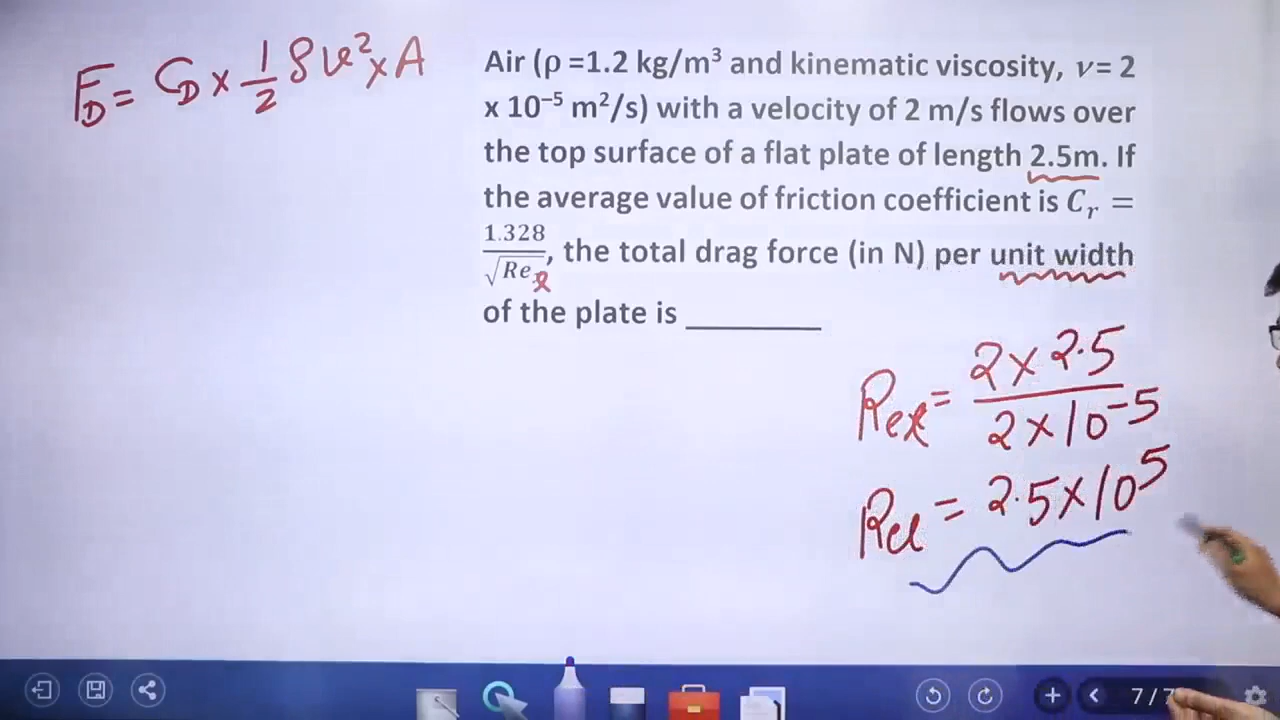 F_D = C_D × 1/2 ρ v² × A
Air (ρ =1.2 kg/m³ and kinematic viscosity, ν= 2
x 10⁻⁵ m²/s) with a velocity of 2 m/s flows over
the top surface of a flat plate of length 2.5m. If
the average value of friction coefficient is C_r =
1.328/√Re_l, the total drag force (in N) per unit width
of the plate is __________
Re_x = 2 × 2.5 / 2 × 10⁻⁵
Re_l = 2.5 × 10⁵
7 / 7